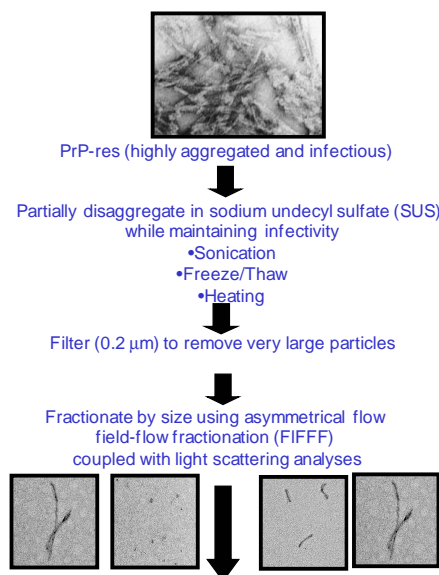 PrP-res (highly aggregated and infectious)
Partially disaggregate in sodium undecyl sulfate (SUS)
while maintaining infectivity
•Sonication
•Freeze/Thaw
•Heating
Filter (0.2 μm) to remove very large particles
Fractionate by size using asymmetrical flow
field-flow fractionation (FlFFF)
coupled with light scattering analyses